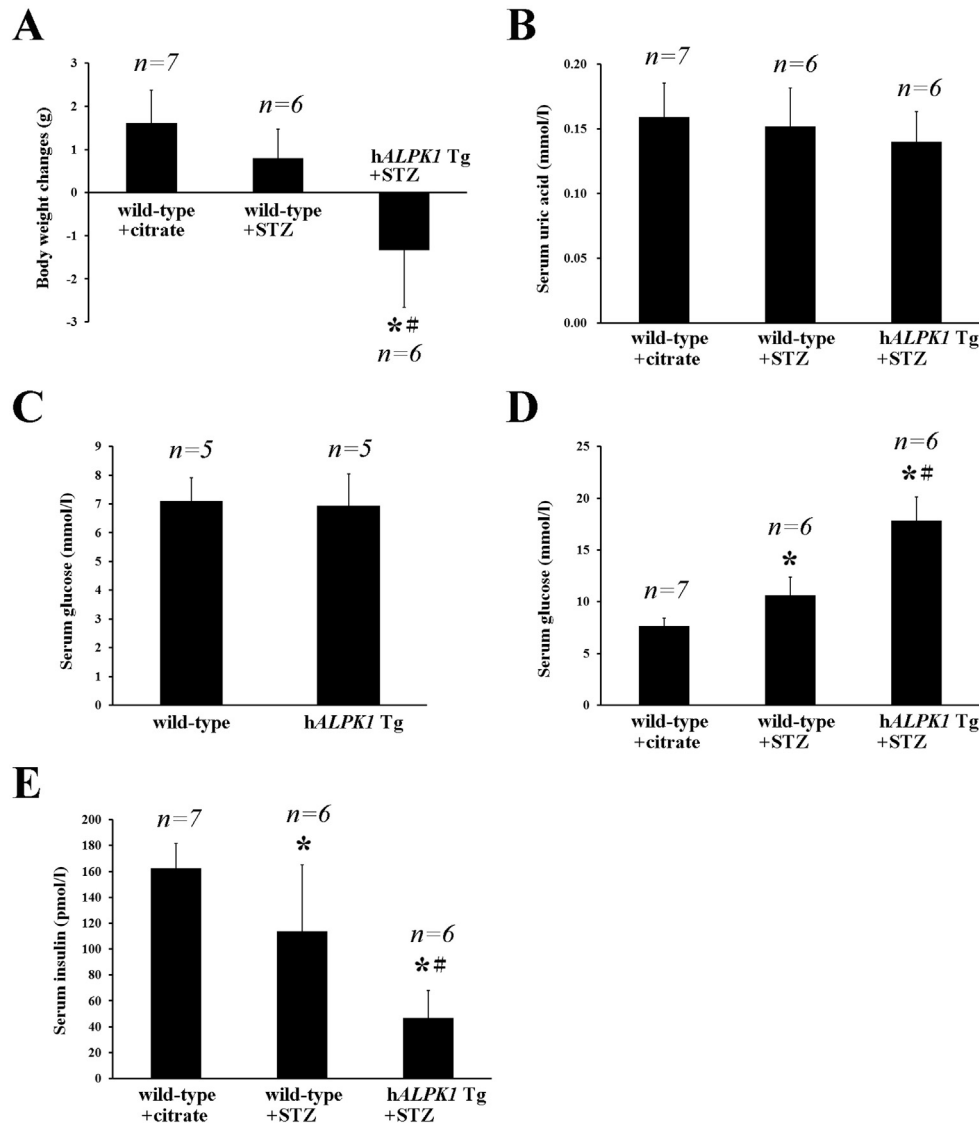 A
Body weight changes (g)
3
2
1
0
-1
-2
-3
n=7
n=6
hALPK1 Tg
+STZ
wild-type
+citrate
wild-type
+STZ
*#
n=6
B
Serum uric acid (mmol/l)
0.20
0.15
0.10
0.05
0.00
n=7
n=6
n=6
wild-type
+citrate
wild-type
+STZ
hALPK1 Tg
+STZ
C
Serum glucose (mmol/l)
9
8
7
6
5
4
3
2
1
0
n=5
n=5
wild-type
hALPK1 Tg
D
Serum glucose (mmol/l)
25
20
15
10
5
0
n=7
n=6
*
n=6
*#
wild-type
+citrate
wild-type
+STZ
hALPK1 Tg
+STZ
E
Serum insulin (pmol/l)
200
180
160
140
120
100
80
60
40
20
0
n=7
n=6
*
n=6
*#
wild-type
+citrate
wild-type
+STZ
hALPK1 Tg
+STZ